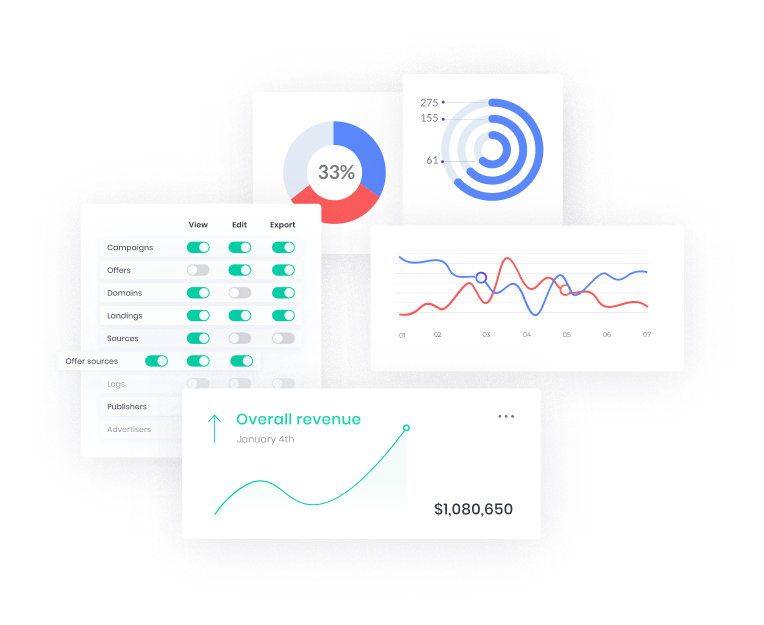 275
155
61
33%
View Edit Export
Campaigns
Offers
Domains
Landings
Sources
Offer sources
Logs
Publishers
Advertisers
01 02 03 04 05 06 07
Overall revenue
January 4th
$1,080,650